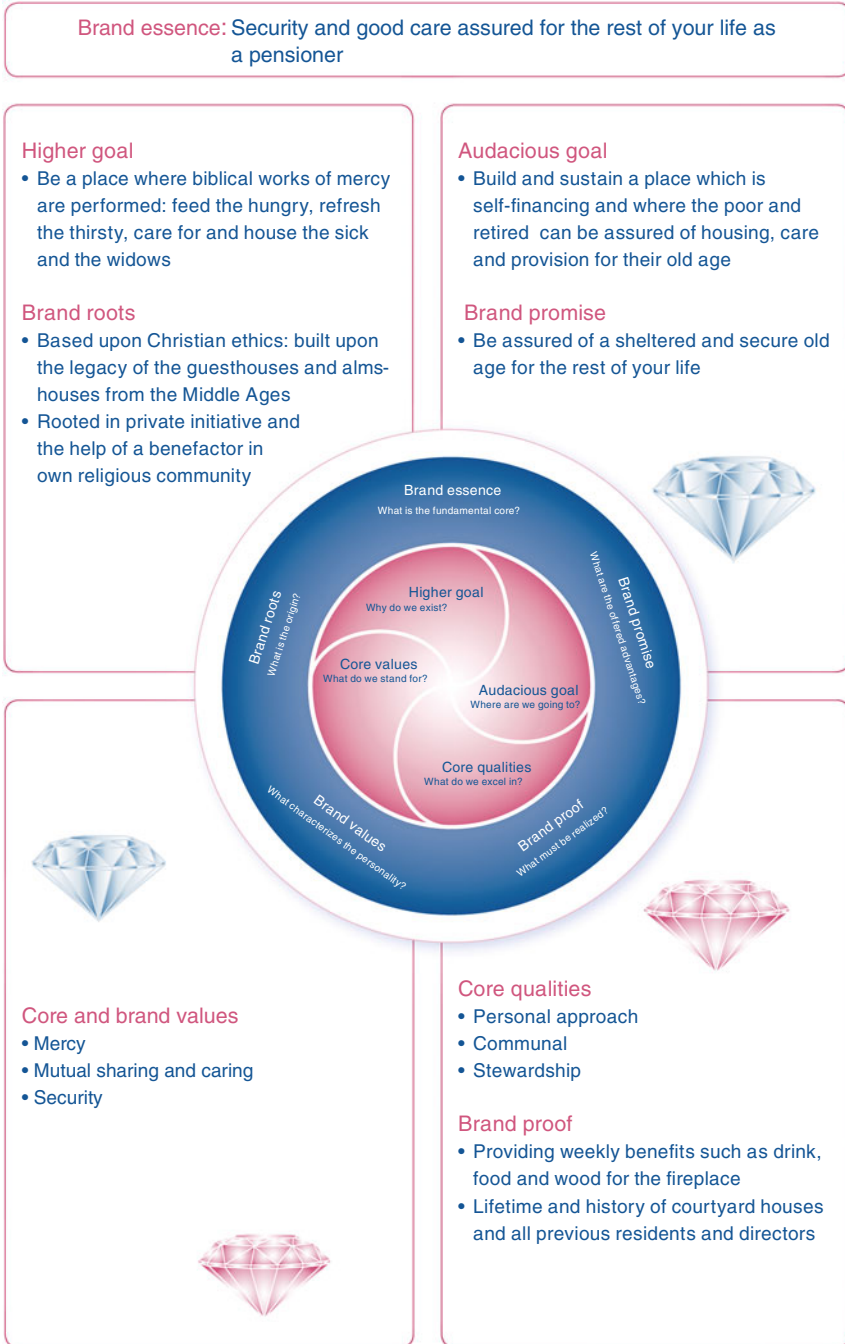 Brand essence: Security and good care assured for the rest of your life as
a pensioner
Higher goal
• Be a place where biblical works of mercy
are performed: feed the hungry, refresh
the thirsty, care for and house the sick
and the widows
Brand roots
• Based upon Christian ethics: built upon
the legacy of the guesthouses and alms-
houses from the Middle Ages
• Rooted in private initiative and
the help of a benefactor in
own religious community
Audacious goal
• Build and sustain a place which is
self-financing and where the poor and
retired can be assured of housing, care
and provision for their old age
Brand promise
• Be assured of a sheltered and secure old
age for the rest of your life
Brand essence
What is the fundamental core?
Brand promise
What are the offered advantages?
Brand proof
What must be realized?
Brand values
What characterizes the personality?
Brand roots
What is the origin?
Higher goal
Why do we exist?
Core values
What do we stand for?
Audacious goal
Where are we going to?
Core qualities
What do we excel in?
Core and brand values
• Mercy
• Mutual sharing and caring
• Security
Core qualities
• Personal approach
• Communal
• Stewardship
Brand proof
• Providing weekly benefits such as drink,
food and wood for the fireplace
• Lifetime and history of courtyard houses
and all previous residents and directors